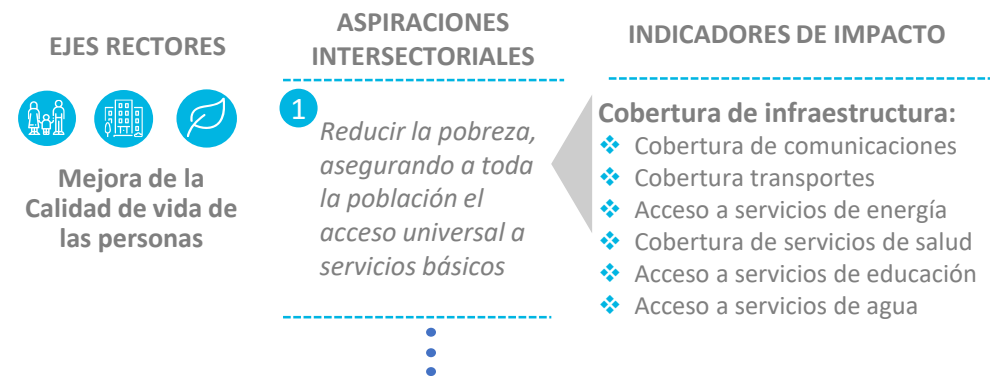 EJES RECTORES
Mejora de la
Calidad de vida de
las personas
ASPIRACIONES
INTERSECTORIALES
1
Reducir la pobreza,
asegurando a toda
la población el
acceso universal a
servicios básicos
INDICADORES DE IMPACTO
Cobertura de infraestructura:
❖ Cobertura de comunicaciones
❖ Cobertura transportes
❖ Acceso a servicios de energía
❖ Cobertura de servicios de salud
❖ Acceso a servicios de educación
❖ Acceso a servicios de agua